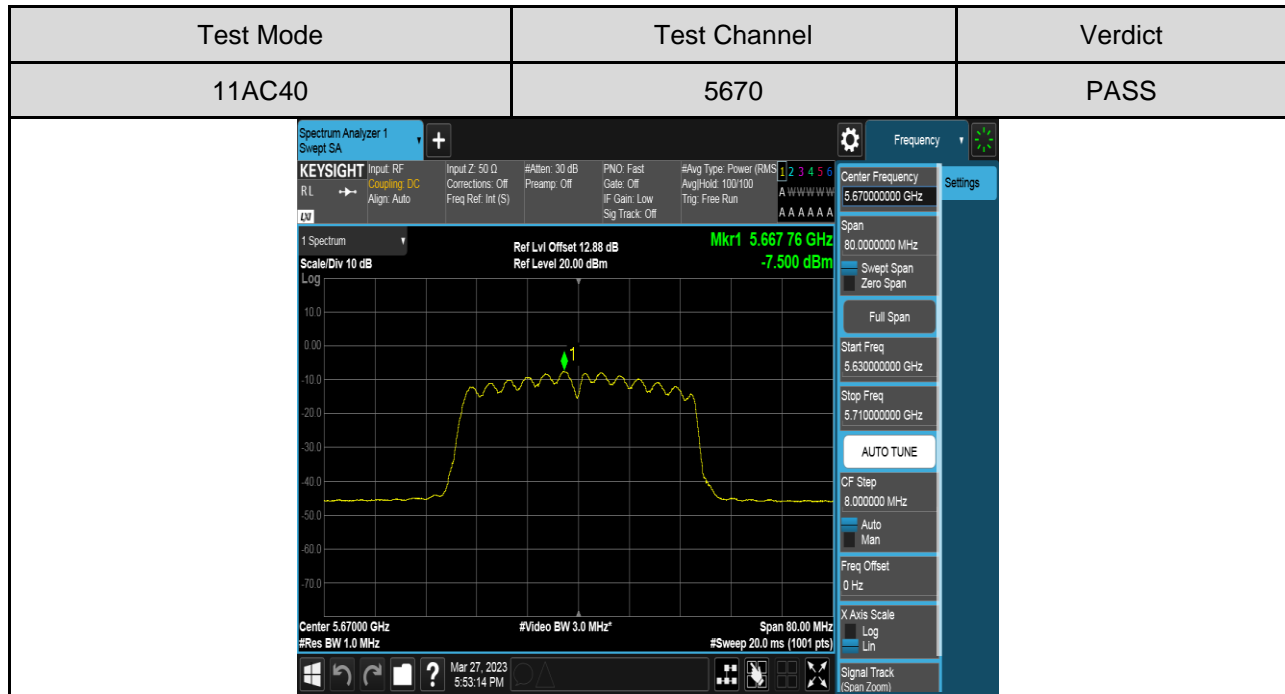 Test Mode Test Channel Verdict
11AC40 5670 PASS
Spectrum Analyzer 1
Swept SA
+
Frequency
KEYSIGHT
RL
LXI
Input: RF
Coupling: DC
Align: Auto
Input Z: 50 Ω
Corrections: Off
Freq Ref: Int (S)
#Atten: 30 dB
Preamp: Off
PNO: Fast
Gate: Off
IF Gain: Low
Sig Track: Off
#Avg Type: Power (RMS
Avg|Hold: 100/100
Trig: Free Run
1 2 3 4 5 6
A W W W W W
A A A A A A
1 Spectrum
Scale/Div 10 dB
Log
Ref Lvl Offset 12.88 dB
Ref Level 20.00 dBm
Mkr1 5.667 76 GHz
-7.500 dBm
10.0
0.00
-10.0
-20.0
-30.0
-40.0
-50.0
-60.0
-70.0
1
Center 5.67000 GHz
#Res BW 1.0 MHz
#Video BW 3.0 MHz*
Span 80.00 MHz
#Sweep 20.0 ms (1001 pts)
?
Mar 27, 2023
5:53:14 PM
Center Frequency
5.670000000 GHz
Settings
Span
80.0000000 MHz
Swept Span
Zero Span
Full Span
Start Freq
5.630000000 GHz
Stop Freq
5.710000000 GHz
AUTO TUNE
CF Step
8.000000 MHz
Auto
Man
Freq Offset
0 Hz
X Axis Scale
Log
Lin
Signal Track
(Span Zoom)